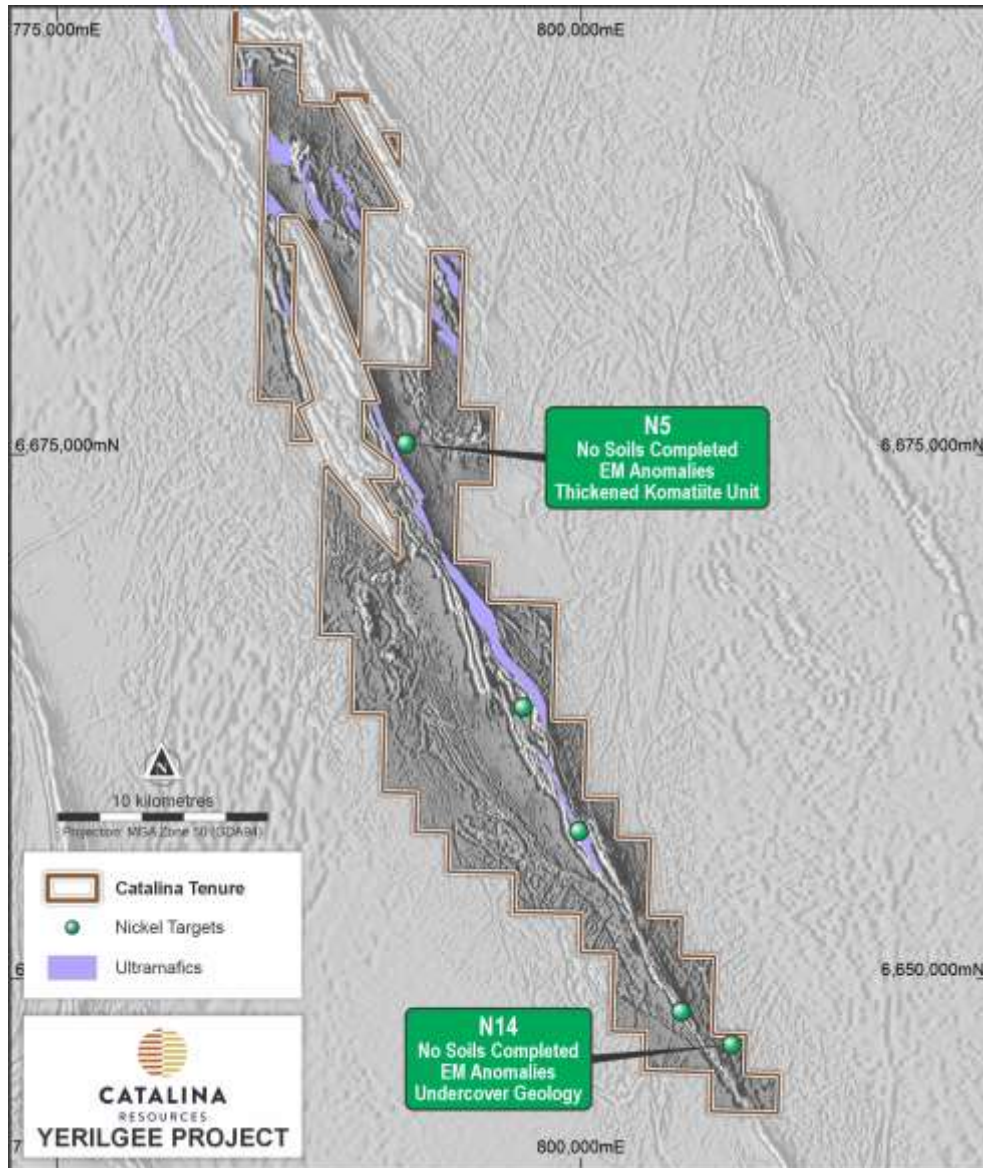 775,000mE
800,000mE
N5
No Soils Completed
EM Anomalies
Thickened Komatiite Unit
6,675,000mN
6,675,000mN
10 kilometres
Projection: MGA Zone 50 (GDA94)
Catalina Tenure
Nickel Targets
Ultramafics
6,650,000mN
N14
No Soils Completed
EM Anomalies
Undercover Geology
CATALINA
RESOURCES
YERILGEE PROJECT
800,000mE